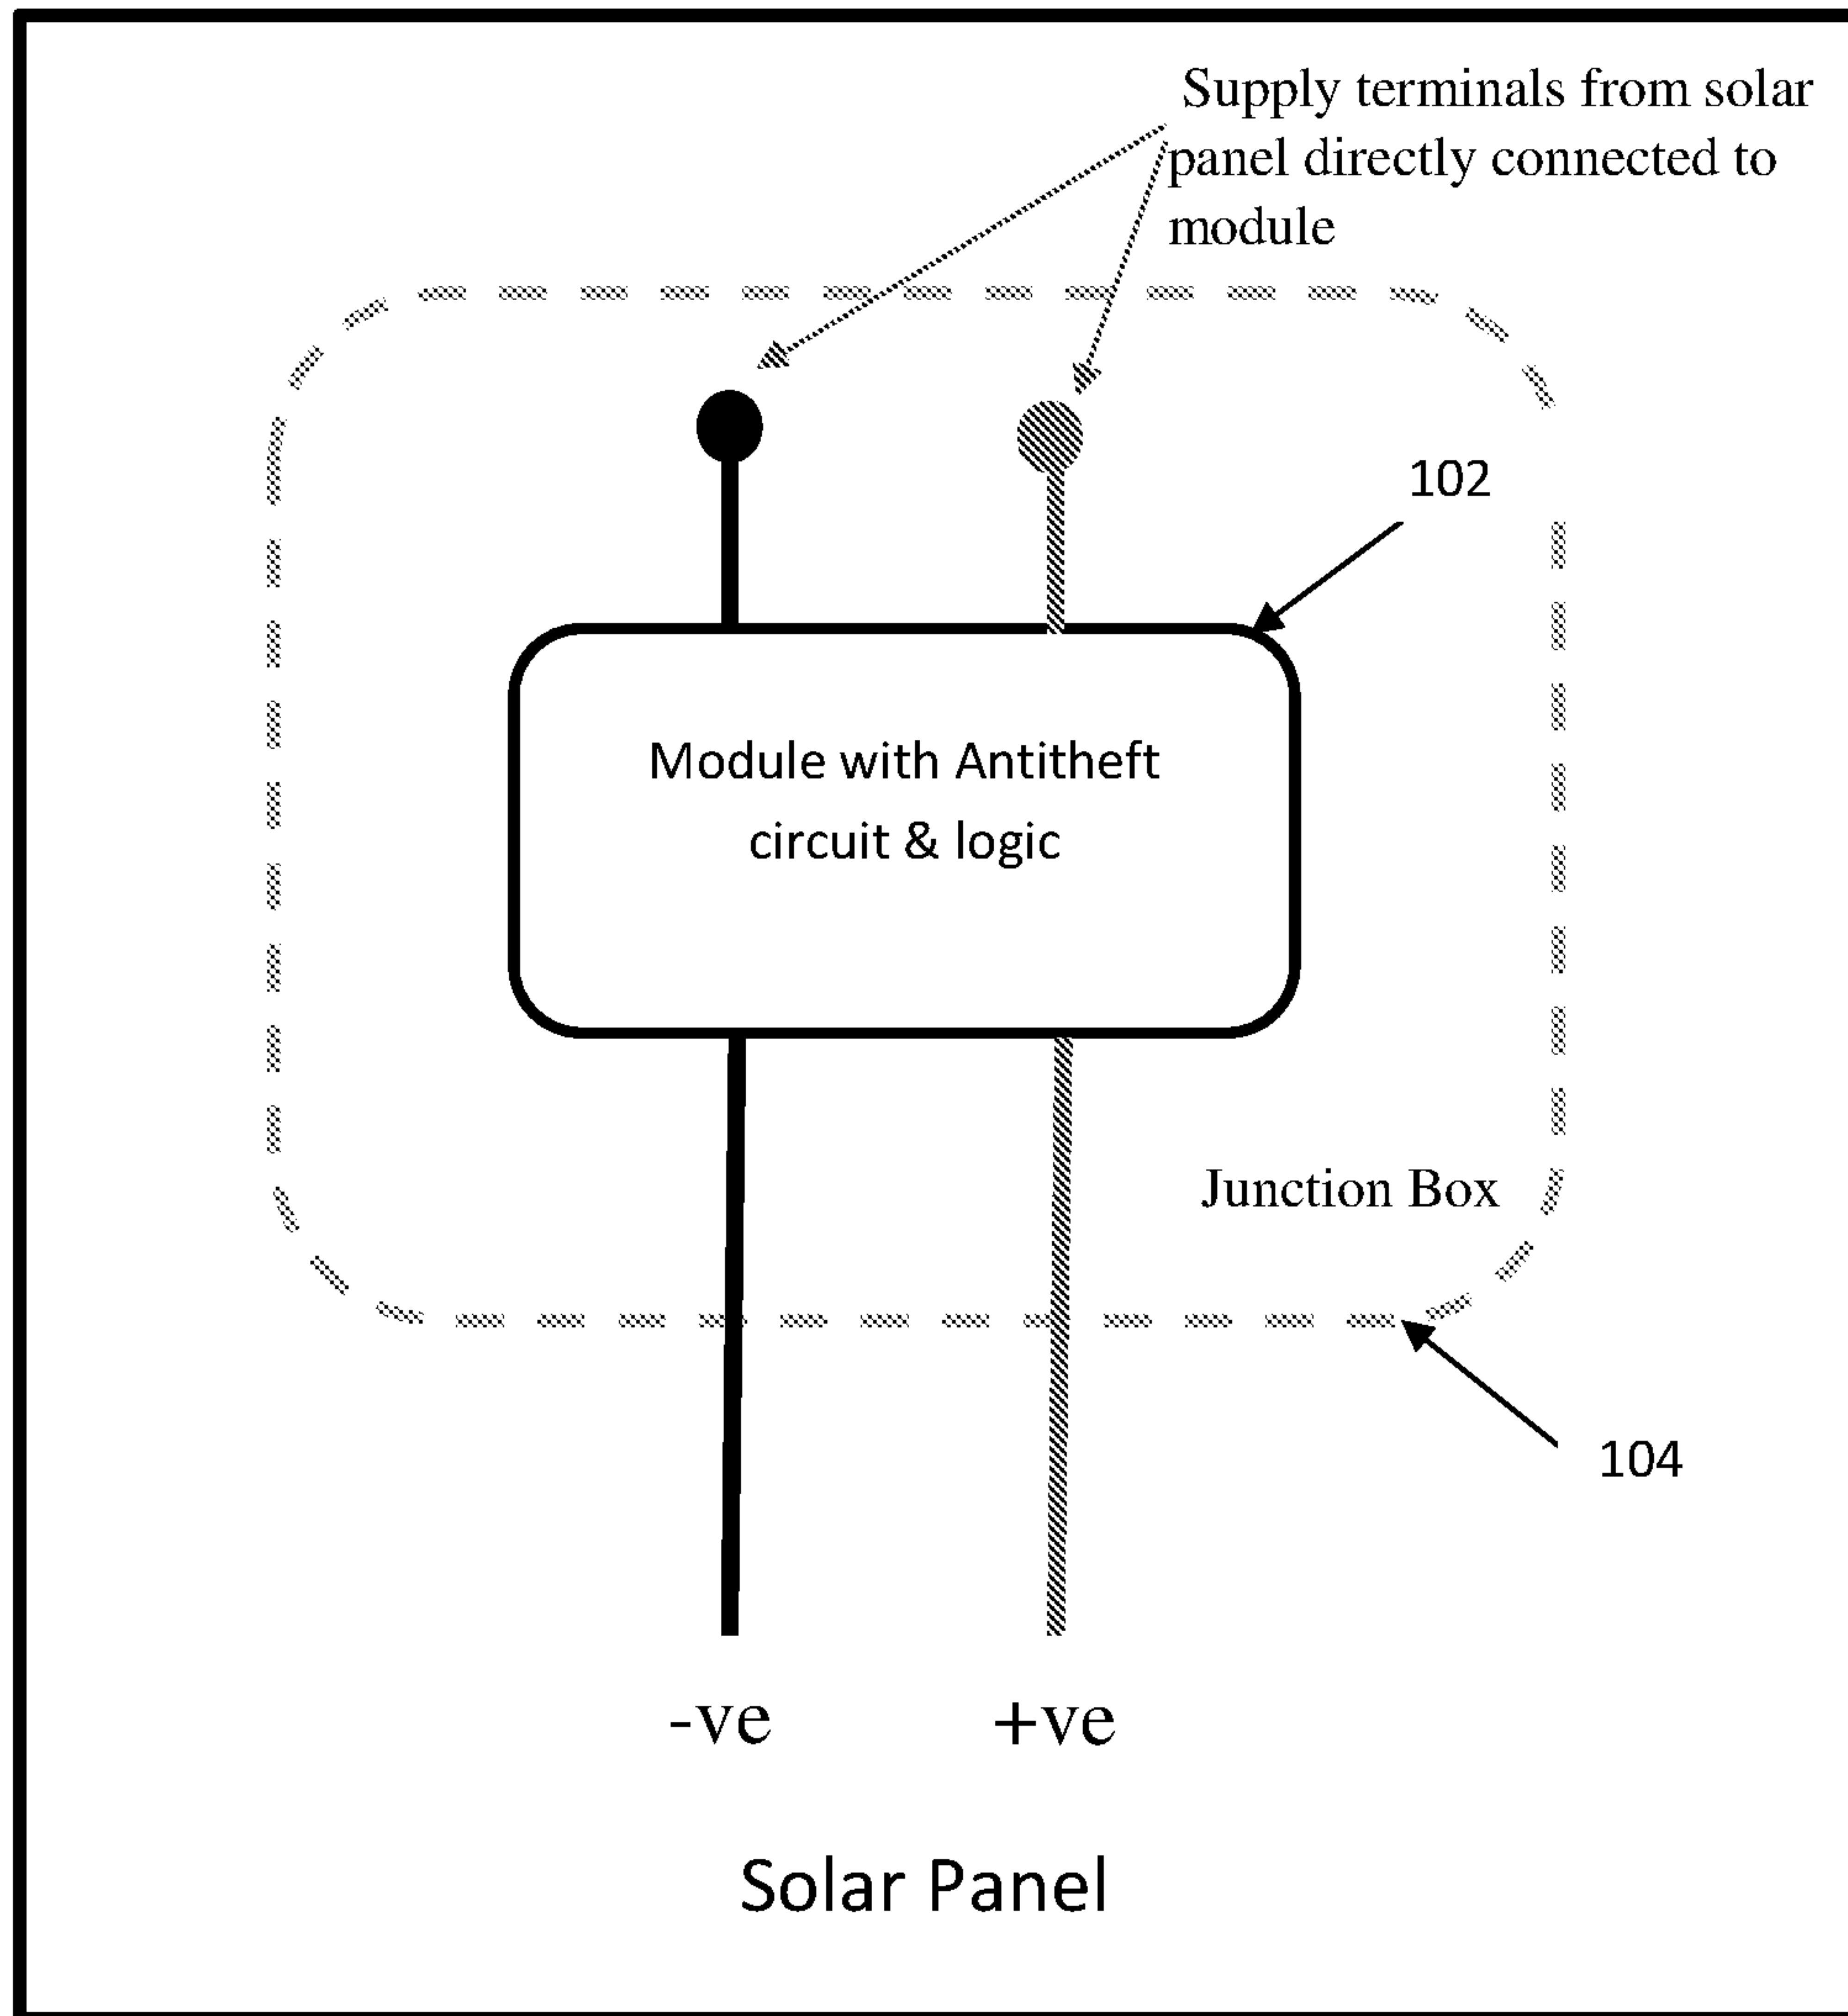 Supply terminals from solar
panel directly connected to
module
102
Module with Antitheft
circuit & logic
Junction Box
104
-ve +ve
Solar Panel